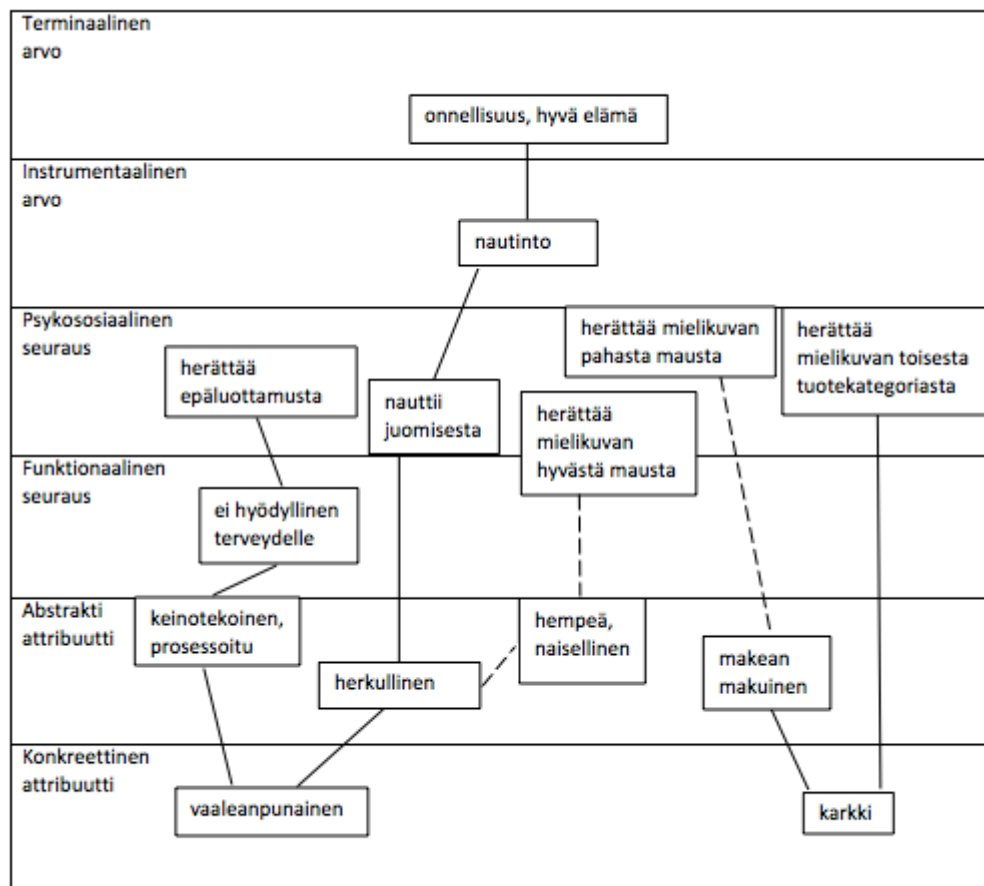 Terminaalinen
arvo
onnellisuus, hyvä elämä
Instrumentaalinen
arvo
nautinto
Psykososiaalinen
seuraus
herättää
epäluottamusta
nauttii
juomisesta
herättää
mielikuvan
hyvästä mausta
herättää mielikuvan
pahasta mausta
herättää
mielikuvan toisesta
tuotekategoriasta
Funktionaalinen
seuraus
ei hyödyllinen
terveydelle
Abstrakti
attribuutti
keinotekoinen,
prosessoitu
herkullinen
hempeä,
naisellinen
makean
makuinen
Konkreettinen
attribuutti
vaaleanpunainen
karkki